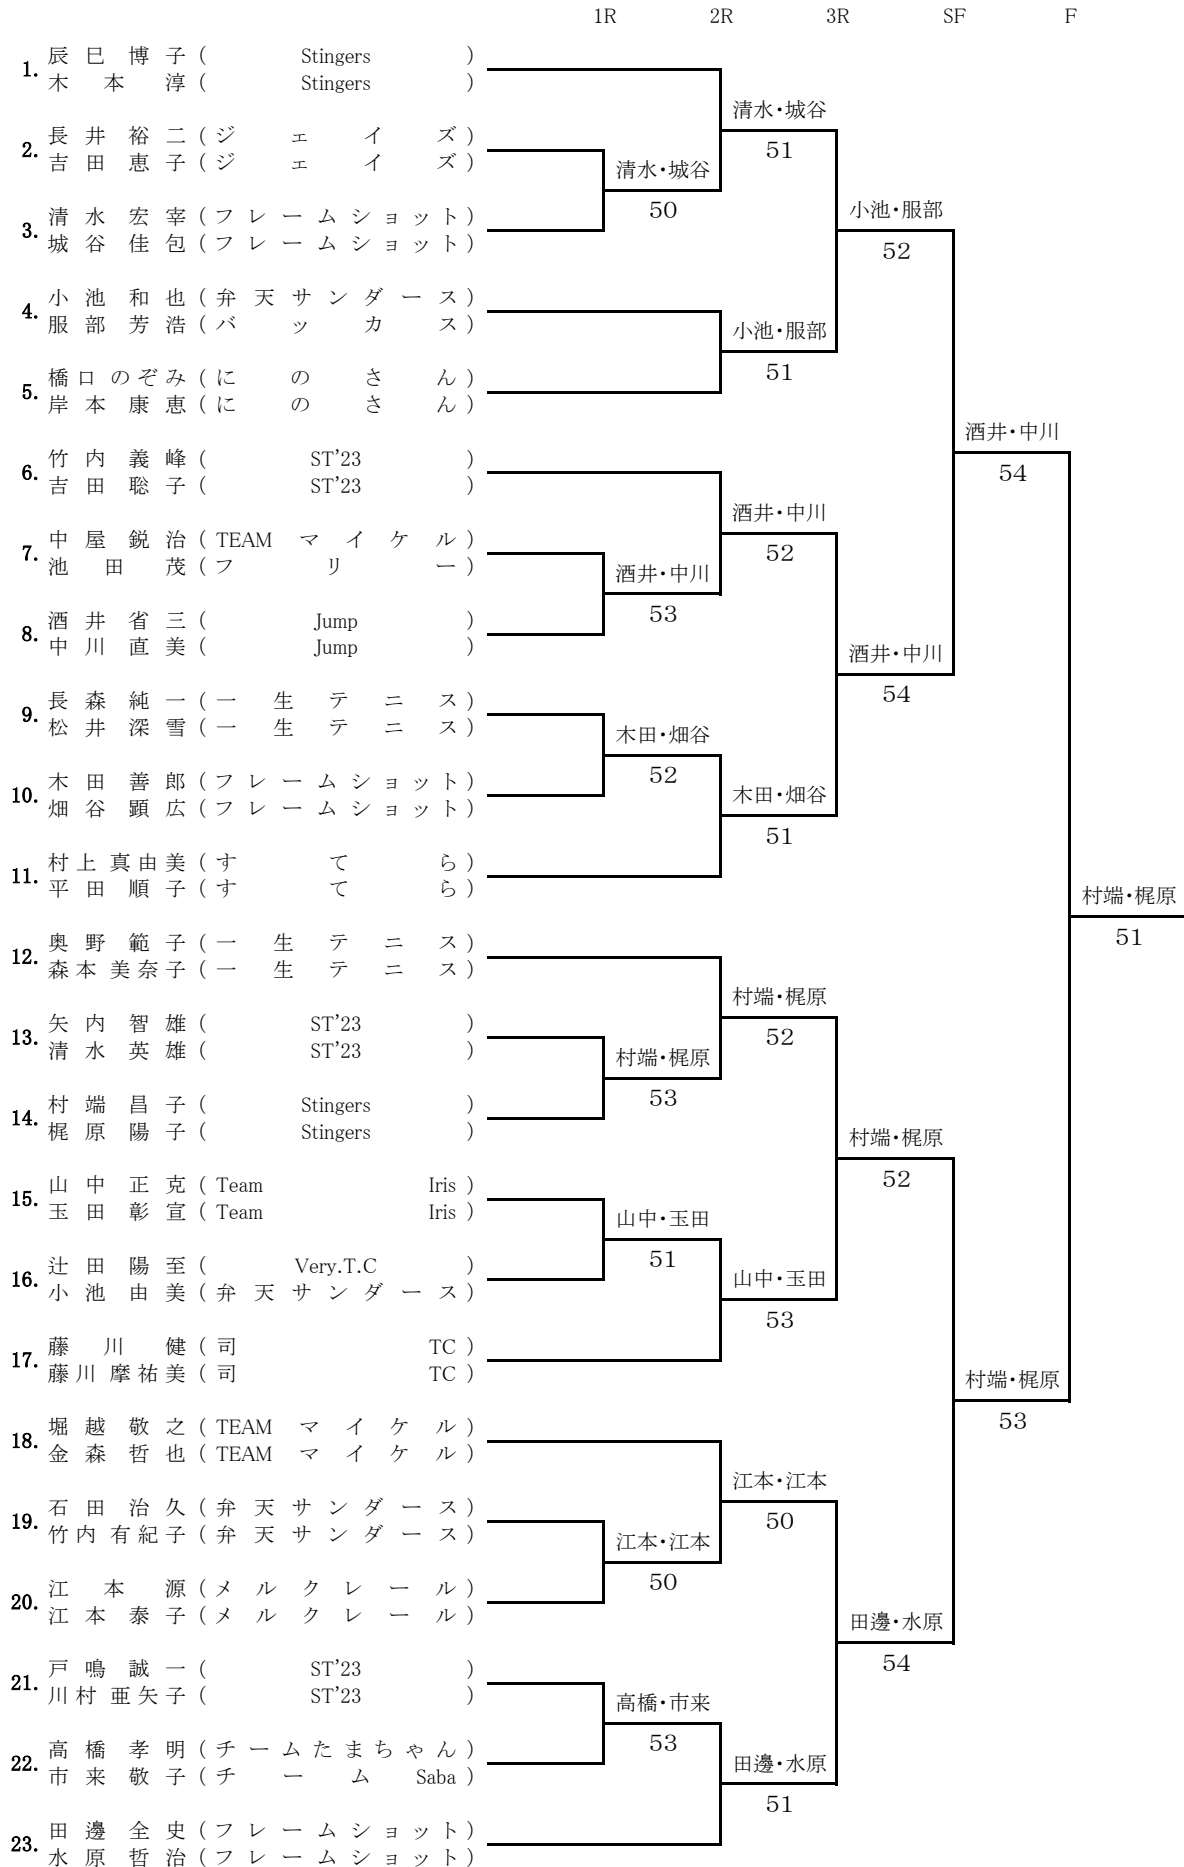 1R 2R 3R SF F
1. 辰巳博子 ( Stingers )
木本淳 ( Stingers )
清水・城谷
51
2. 長井裕二 ( ジェイズ )
吉田恵子 ( ジェイズ )
清水・城谷
50
3. 清水宏宰 ( フレームショット )
城谷佳包 ( フレームショット )
小池・服部
52
4. 小池和也 ( 弁天サンダース )
服部芳浩 ( バッカス )
小池・服部
51
5. 橋口のぞみ ( にのさん )
岸本康恵 ( にのさん )
酒井・中川
54
6. 竹内義峰 ( ST'23 )
吉田聡子 ( ST'23 )
酒井・中川
52
7. 中屋鋭治 ( TEAM マイケル )
池田茂 ( フリー )
酒井・中川
53
8. 酒井省三 ( Jump )
中川直美 ( Jump )
酒井・中川
54
9. 長森純一 ( 一生テニス )
松井深雪 ( 一生テニス )
木田・畑谷
52
10. 木田善郎 ( フレームショット )
畑谷顕広 ( フレームショット )
木田・畑谷
51
11. 村上真由美 ( すてら )
平田順子 ( すてら )
村端・梶原
51
12. 奥野範子 ( 一生テニス )
森本美奈子 ( 一生テニス )
村端・梶原
52
13. 矢内智雄 ( ST'23 )
清水英雄 ( ST'23 )
村端・梶原
53
14. 村端昌子 ( Stingers )
梶原陽子 ( Stingers )
村端・梶原
52
15. 山中正克 ( Team Iris )
玉田彰宣 ( Team Iris )
山中・玉田
51
16. 辻田陽至 ( Very.T.C )
小池由美 ( 弁天サンダース )
山中・玉田
53
17. 藤川健 ( 司 TC )
藤川摩祐美 ( 司 TC )
村端・梶原
53
18. 堀越敬之 ( TEAM マイケル )
金森哲也 ( TEAM マイケル )
江本・江本
50
19. 石田治久 ( 弁天サンダース )
竹内有紀子 ( 弁天サンダース )
江本・江本
50
20. 江本源 ( メルクレール )
江本泰子 ( メルクレール )
田邊・水原
54
21. 戸鳴誠一 ( ST'23 )
川村亜矢子 ( ST'23 )
高橋・市来
53
22. 高橋孝明 ( チームたまちゃん )
市来敬子 ( チーム Saba )
田邊・水原
51
23. 田邊全史 ( フレームショット )
水原哲治 ( フレームショット )